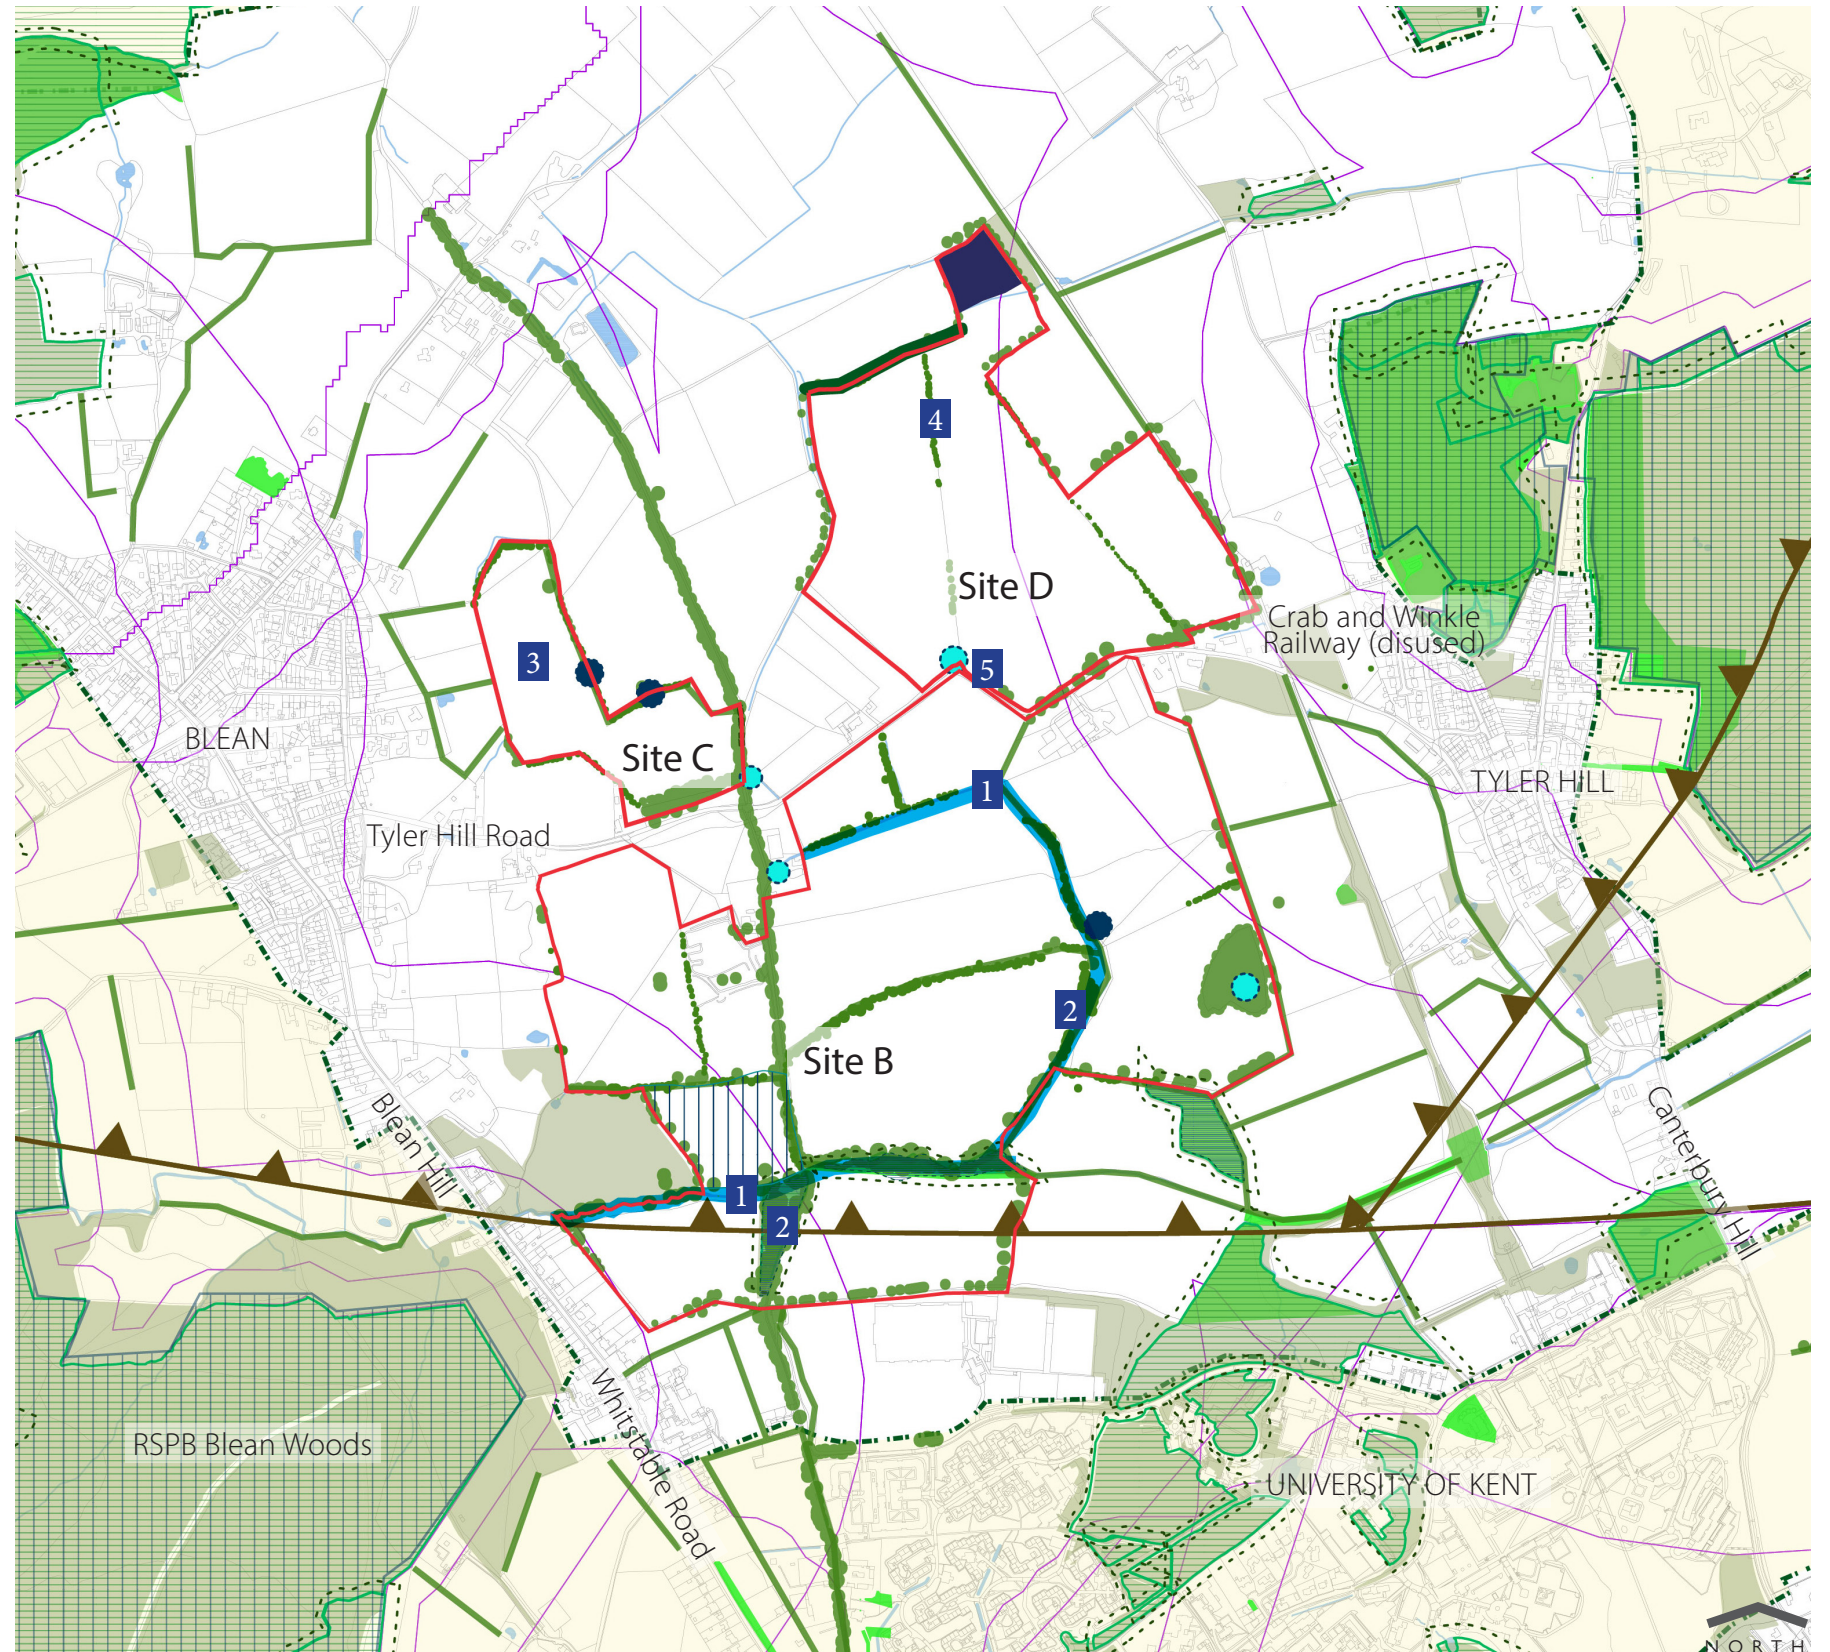 4
Site D
Crab and Winkle
Railway (disused)
3
5
BLEAN
Site C
1
TYLER HILL
Tyler Hill Road
2
Site B
Blean Hill
Canterbury Hill
1
2
Whitstable Road
RSPB Blean Woods
UNIVERSITY OF KENT
NORTH